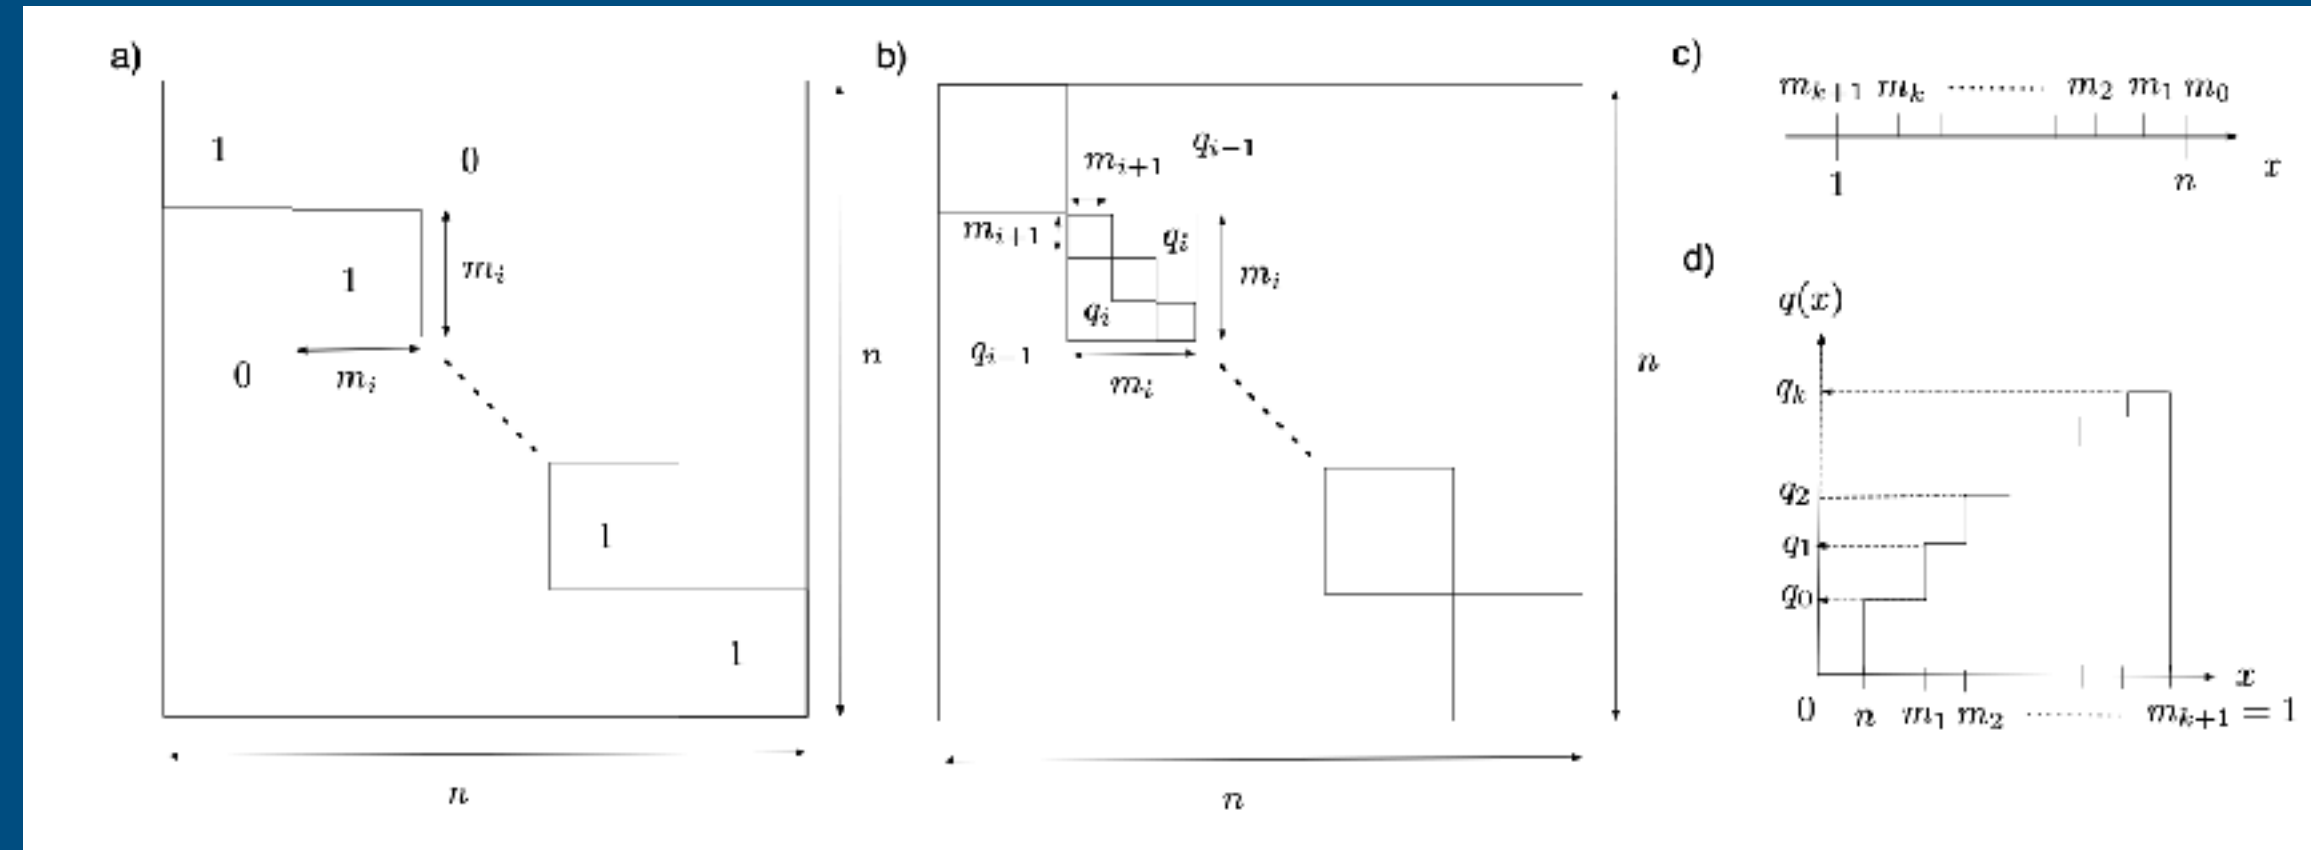 a)
1
0
1
m_i
0
m_i
n
1
1
n
b)
q_{i-1}
m_{i+1}
m_{i+1}
q_i
m_i
q_i
q_{i-1}
m_i
n
n
c)
m_{k+1} m_k ........ m_2 m_1 m_0
1 n x
d)
q(x)
q_k
q_2
q_1
q_0
x
0 n m_1 m_2 ........ m_{k+1} = 1